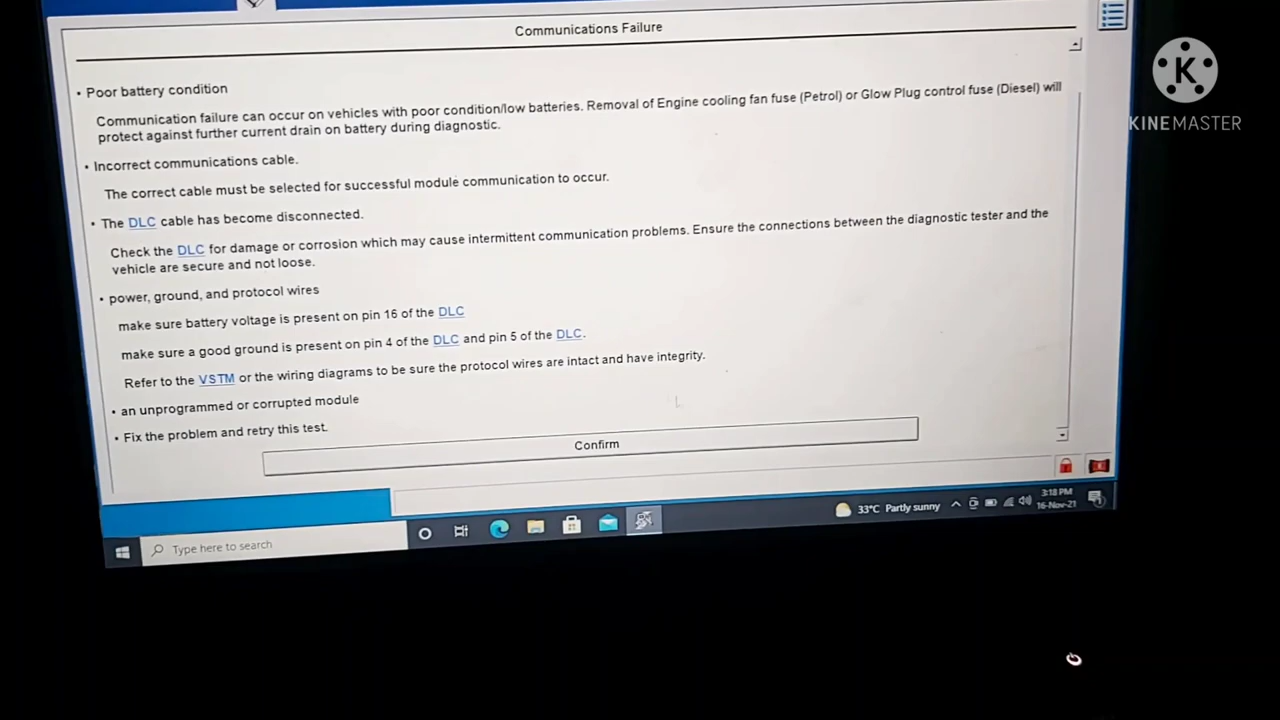 Communications Failure
• Poor battery condition
Communication failure can occur on vehicles with poor condition/low batteries. Removal of Engine cooling fan fuse (Petrol) or Glow Plug control fuse (Diesel) will
protect against further current drain on battery during diagnostic.
• Incorrect communications cable.
The correct cable must be selected for successful module communication to occur.
• The DLC cable has become disconnected.
Check the DLC for damage or corrosion which may cause intermittent communication problems. Ensure the connections between the diagnostic tester and the
vehicle are secure and not loose.
• power, ground, and protocol wires
make sure battery voltage is present on pin 16 of the DLC
make sure a good ground is present on pin 4 of the DLC and pin 5 of the DLC.
Refer to the VSTM or the wiring diagrams to be sure the protocol wires are intact and have integrity.
• an unprogrammed or corrupted module
• Fix the problem and retry this test.
Confirm
Type here to search
33°C Partly sunny
3:18 PM
16-Nov-21
K
KINEMASTER